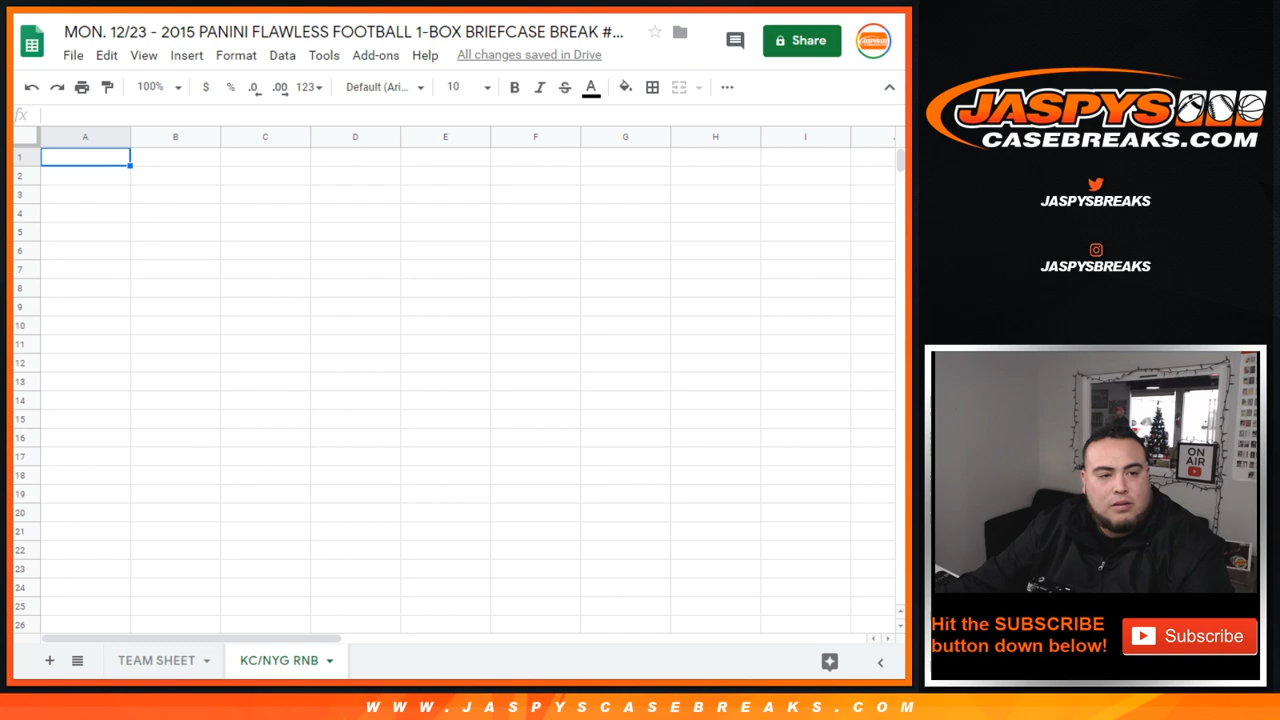 MON. 12/23 - 2015 PANINI FLAWLESS FOOTBALL 1-BOX BRIEFCASE BREAK #...
File Edit View Insert Format Data Tools Add-ons Help All changes saved in Drive
Share
100% $ % .0 .00 123 Default (Ari... 10 B I S A
fx
A B C D E F G H I
1
2
3
4
5
6
7
8
9
10
11
12
13
14
15
16
17
18
19
20
21
22
23
24
25
26
TEAM SHEET KC/NYG RNB
JASPYS
CASEBREAKS.COM
JASPYSBREAKS
JASPYSBREAKS
ON
AIR
Hit the SUBSCRIBE
button down below!
Subscribe
WWW.JASPYSCASEBREAKS.COM